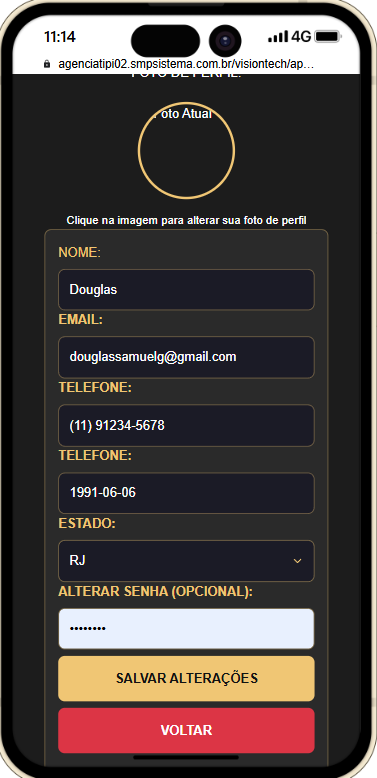 11:14
4G
agenciatipi02.smpsistema.com.br/visiontech/ap...
FOTO DE PERFIL:
Foto Atual
Clique na imagem para alterar sua foto de perfil
NOME:
Douglas
EMAIL:
douglassamuelg@gmail.com
TELEFONE:
(11) 91234-5678
TELEFONE:
1991-06-06
ESTADO:
RJ
ALTERAR SENHA (OPCIONAL):
••••••••
SALVAR ALTERAÇÕES
VOLTAR